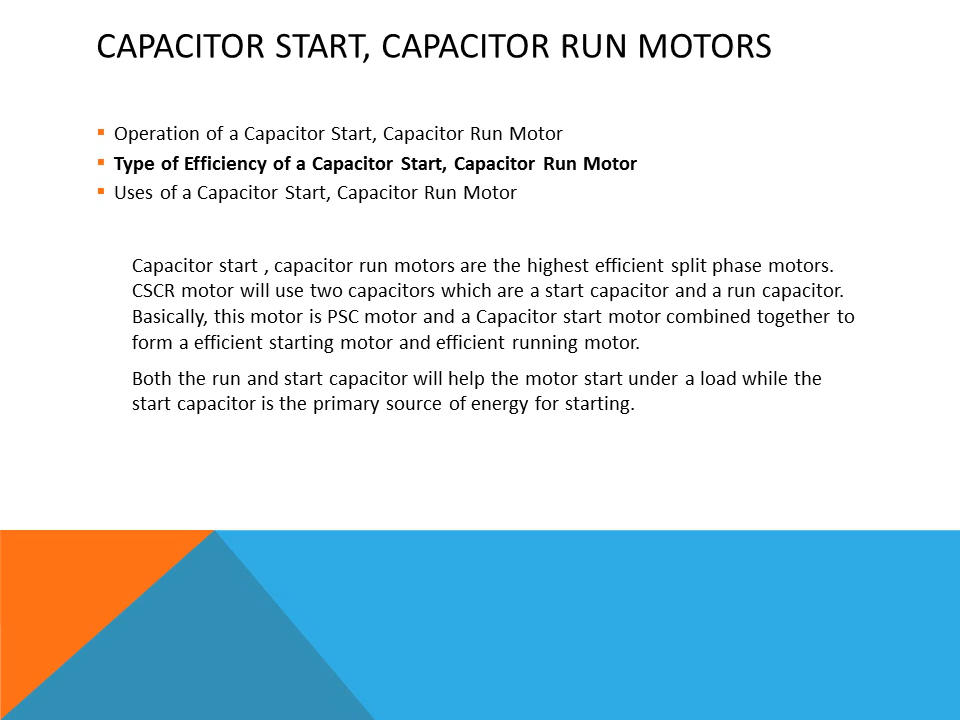 CAPACITOR START, CAPACITOR RUN MOTORS
Operation of a Capacitor Start, Capacitor Run Motor
Type of Efficiency of a Capacitor Start, Capacitor Run Motor
Uses of a Capacitor Start, Capacitor Run Motor
Capacitor start , capacitor run motors are the highest efficient split phase motors.
CSCR motor will use two capacitors which are a start capacitor and a run capacitor.
Basically, this motor is PSC motor and a Capacitor start motor combined together to
form a efficient starting motor and efficient running motor.
Both the run and start capacitor will help the motor start under a load while the
start capacitor is the primary source of energy for starting.